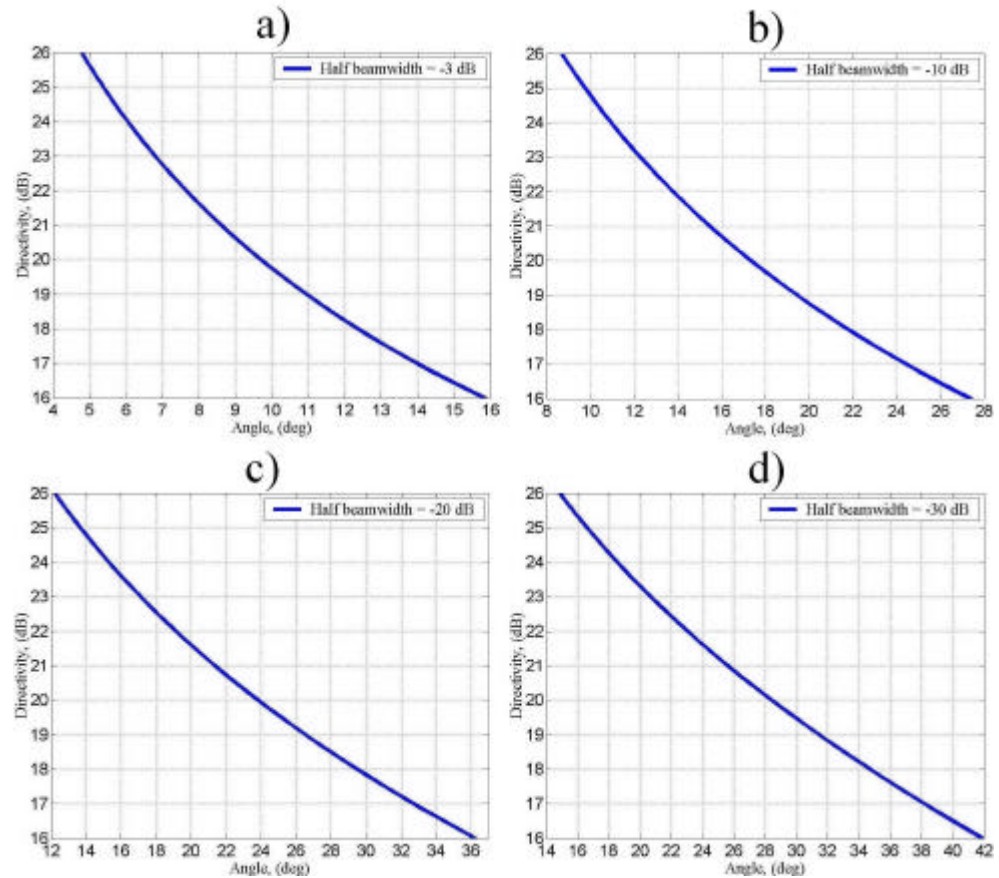 a)
Half beamwidth = -3 dB
Directivity, (dB)
26
25
24
23
22
21
20
19
18
17
16
4 5 6 7 8 9 10 11 12 13 14 15 16
Angle, (deg)
b)
Half beamwidth = -10 dB
Directivity, (dB)
26
25
24
23
22
21
20
19
18
17
16
8 10 12 14 16 18 20 22 24 26 28
Angle, (deg)
c)
Half beamwidth = -20 dB
Directivity, (dB)
26
25
24
23
22
21
20
19
18
17
16
12 14 16 18 20 22 24 26 28 30 32 34 36
Angle, (deg)
d)
Half beamwidth = -30 dB
Directivity, (dB)
26
25
24
23
22
21
20
19
18
17
16
14 16 18 20 22 24 26 28 30 32 34 36 38 40 42
Angle, (deg)